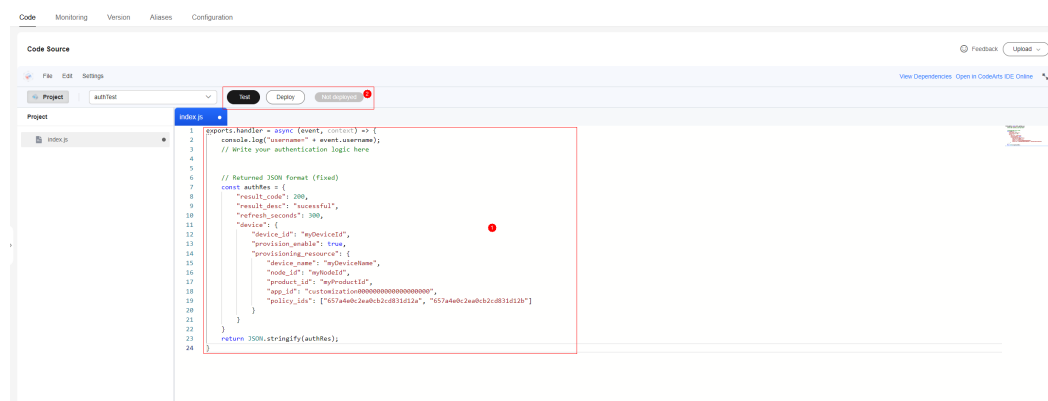 Code Monitoring Version Aliases Configuration
Code Source
Feedback Upload
File Edit Settings
View Dependencies Open in CodeArts IDE Online
Project authTest Test Deploy Not deployed 2
Project
index.js
index.js
1 exports.handler = async (event, context) => {
2 console.log("username=" + event.username);
3 // Write your authentication logic here
4
5
6 // Returned JSON format (fixed)
7 const authRes = {
8 "result_code": 200,
9 "result_desc": "sucessful",
10 "refresh_seconds": 300,
11 "device": {
12 "device_id": "myDeviceId",
13 "provision_enable": true,
14 "provisioning_resource": {
15 "device_name": "myDeviceName",
16 "node_id": "myNodeId",
17 "product_id": "myProductId",
18 "app_id": "customization0000000000000000000",
19 "policy_ids": ["657a4e0c2ea0cb2cd831d12a", "657a4e0c2ea0cb2cd831d12b"]
20 }
21 }
22 }
23 return JSON.stringify(authRes);
24 }
1